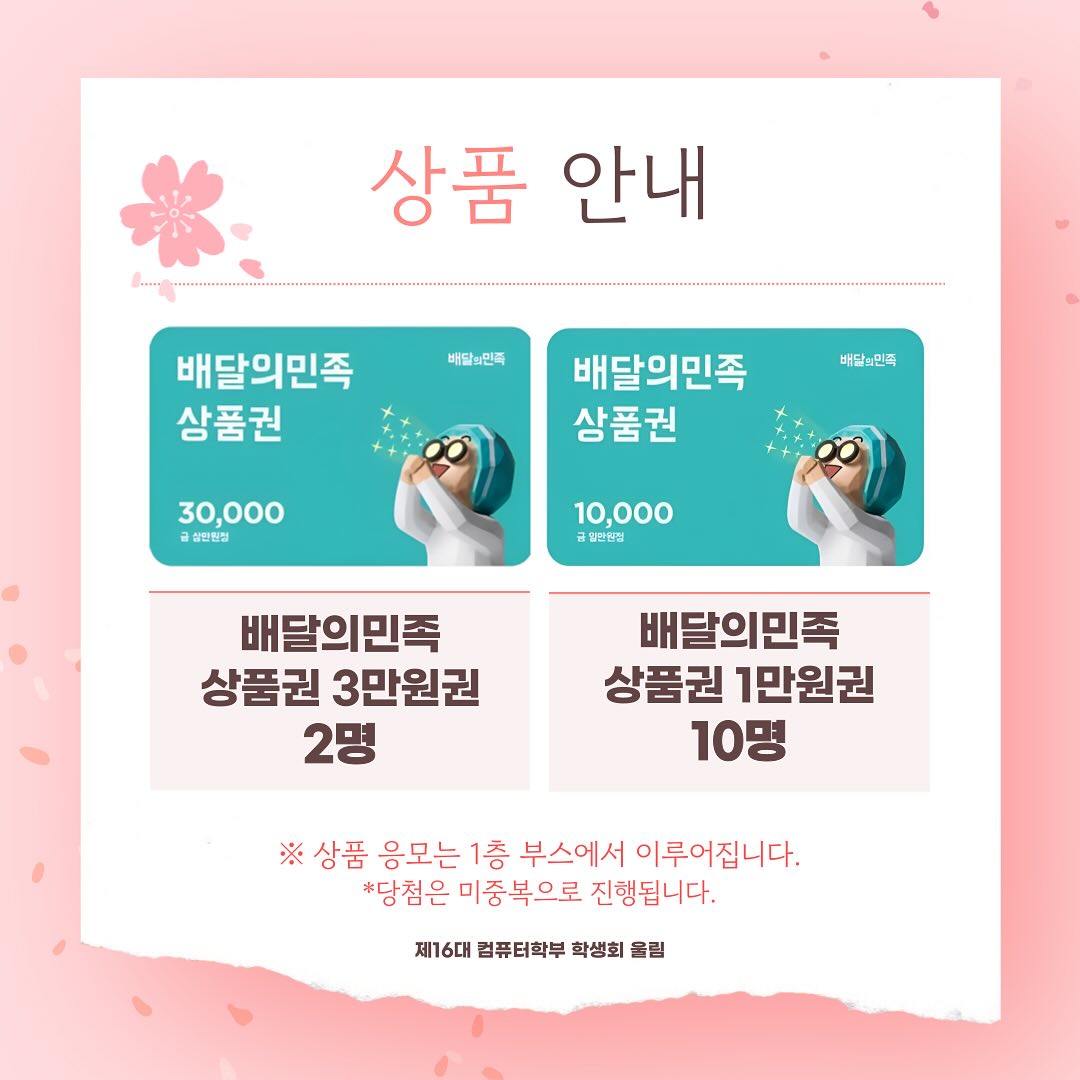 상품 안내
배달의민족
상품권
배달의민족
30,000
금 삼만원정
배달의민족
상품권
배달의민족
10,000
금 일만원정
배달의민족
상품권 3만원권
2명
배달의민족
상품권 1만원권
10명
※ 상품 응모는 1층 부스에서 이루어집니다.
*당첨은 미중복으로 진행됩니다.
제16대 컴퓨터학부 학생회 울림